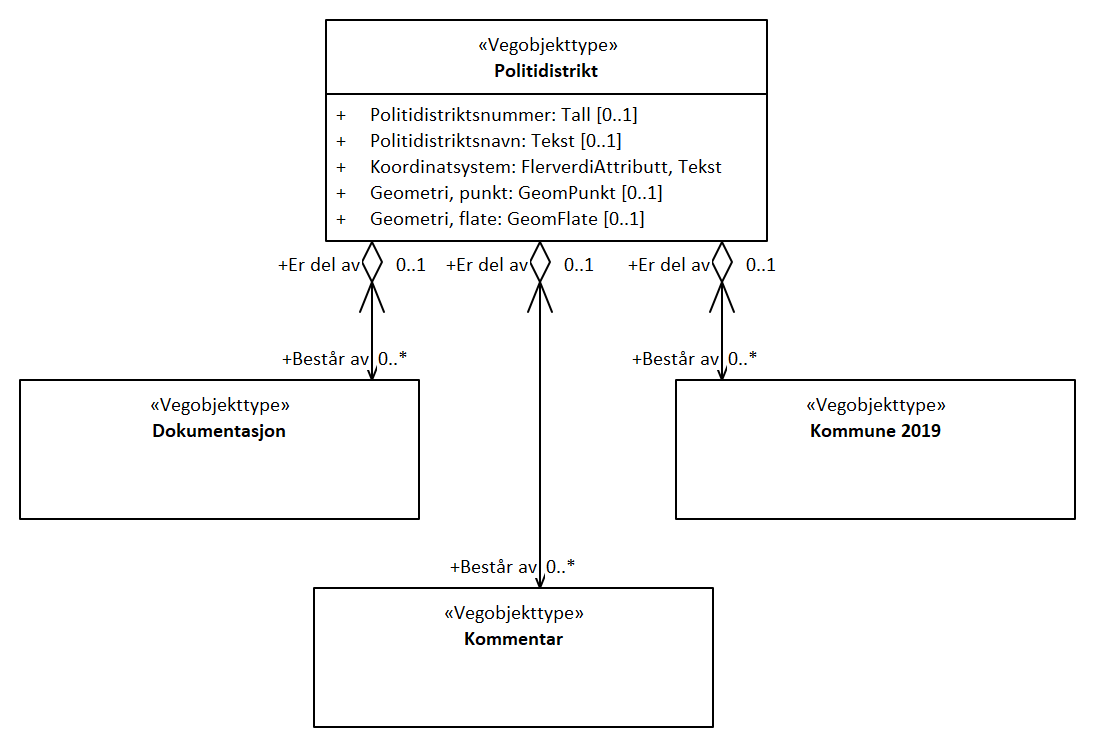 «Vegobjekttype»
Politidistrikt
+ Politidistriktsnummer: Tall [0..1]
+ Politidistriktsnavn: Tekst [0..1]
+ Koordinatsystem: FlerverdiAttributt, Tekst
+ Geometri, punkt: GeomPunkt [0..1]
+ Geometri, flate: GeomFlate [0..1]
+Er del av 0..1 +Er del av 0..1 +Er del av 0..1
+Består av 0..* +Består av 0..*
«Vegobjekttype» «Vegobjekttype»
Dokumentasjon Kommune 2019
+Består av 0..*
«Vegobjekttype»
Kommentar